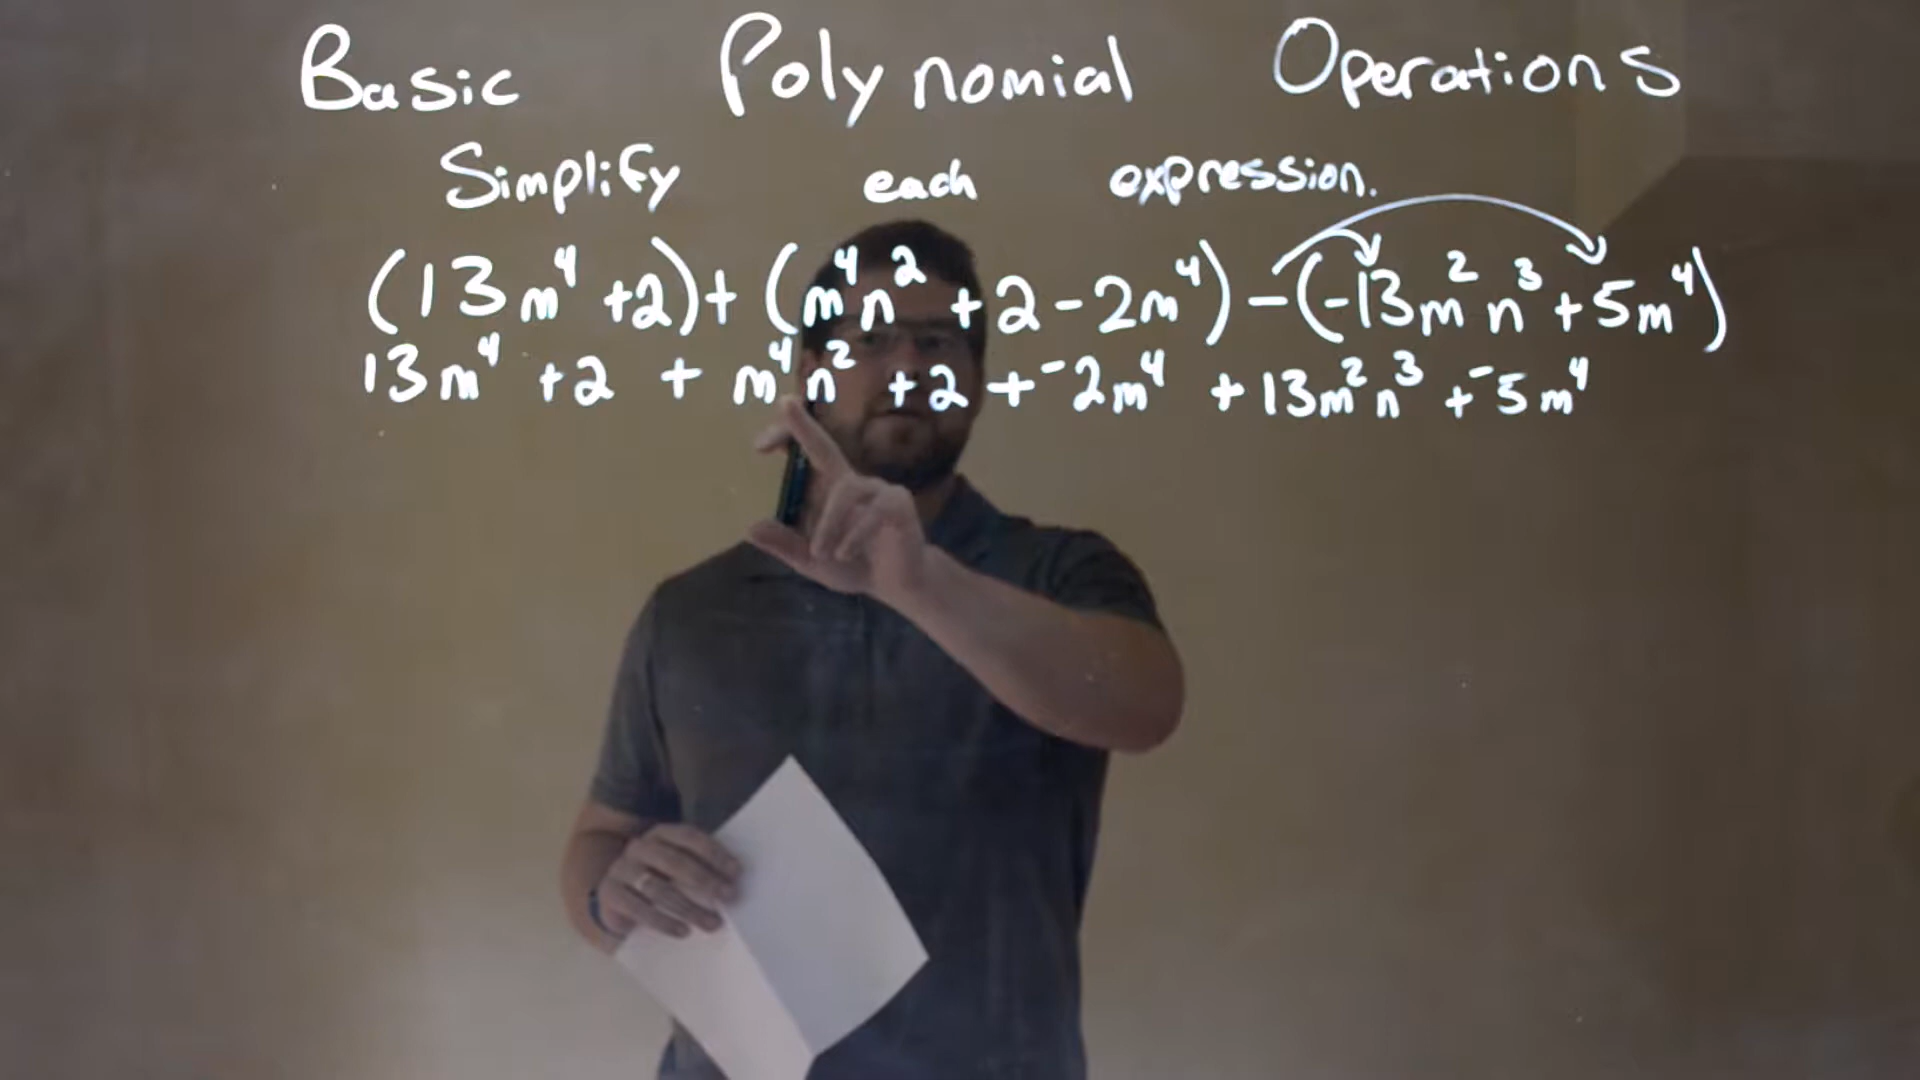 Basic Polynomial Operations
Simplify each expression.
(13m⁴+2)+(m⁴n²+2-2m⁴)-(-13m²n³+5m⁴)
13m⁴+2+m⁴n²+2+⁻2m⁴+13m²n³+⁻5m⁴